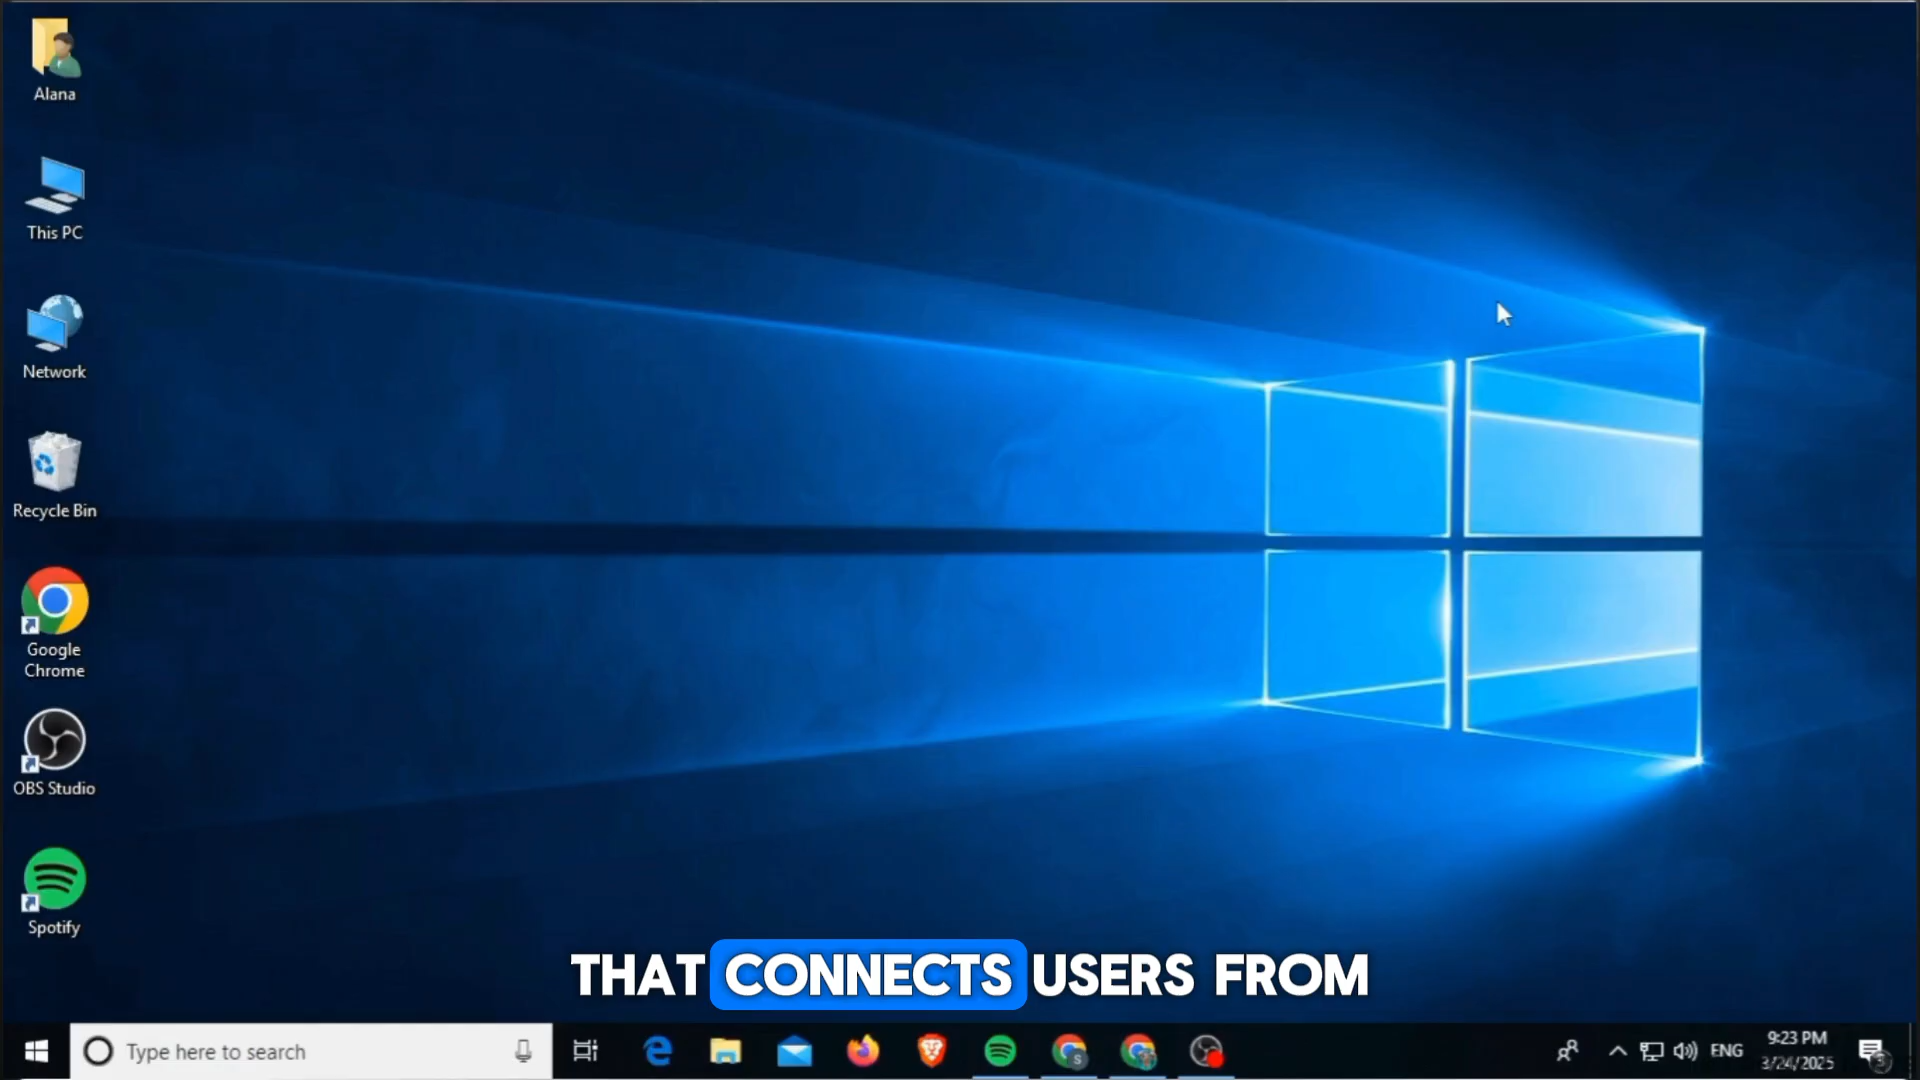 Alana
This PC
Network
Recycle Bin
Google
Chrome
OBS Studio
Spotify
THAT CONNECTS USERS FROM
Type here to search
S
ENG
9:23 PM
3/24/2025
3